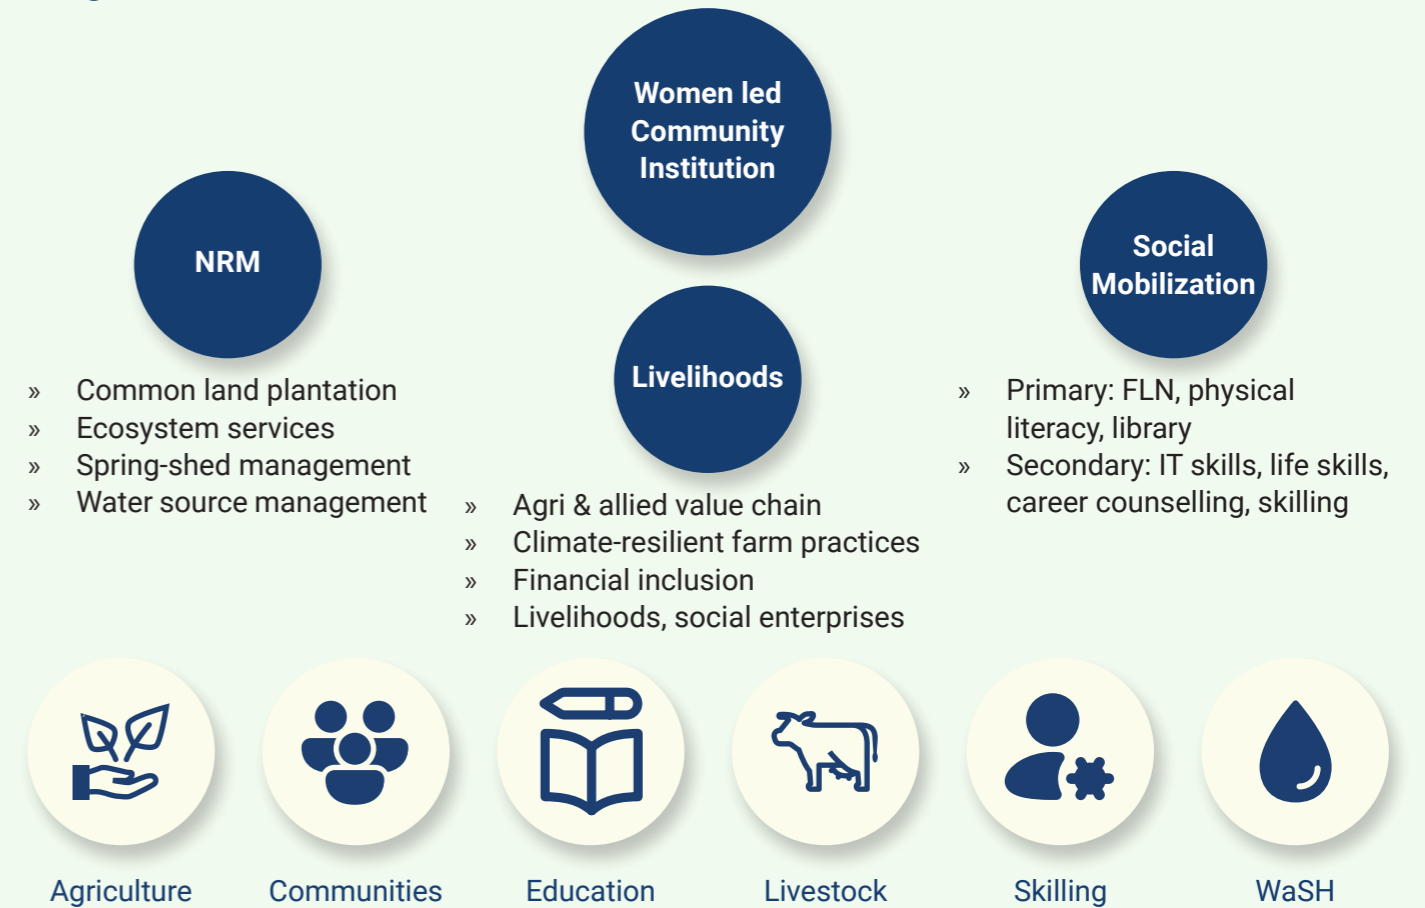 Women led
Community
Institution
NRM
» Common land plantation
» Ecosystem services
» Spring-shed management
» Water source management
Livelihoods
» Agri & allied value chain
» Climate-resilient farm practices
» Financial inclusion
» Livelihoods, social enterprises
Social
Mobilization
» Primary: FLN, physical
literacy, library
» Secondary: IT skills, life skills,
career counselling, skilling
Agriculture
Communities
Education
Livestock
Skilling
WaSH